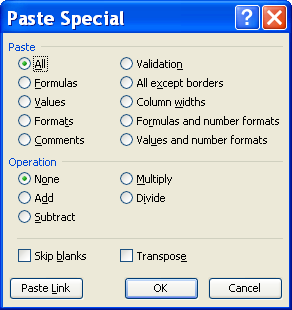 Paste Special
Paste
All
Validation
Formulas
All except borders
Values
Column widths
Formats
Formulas and number formats
Comments
Values and number formats
Operation
None
Multiply
Add
Divide
Subtract
Skip blanks
Transpose
Paste Link
OK
Cancel